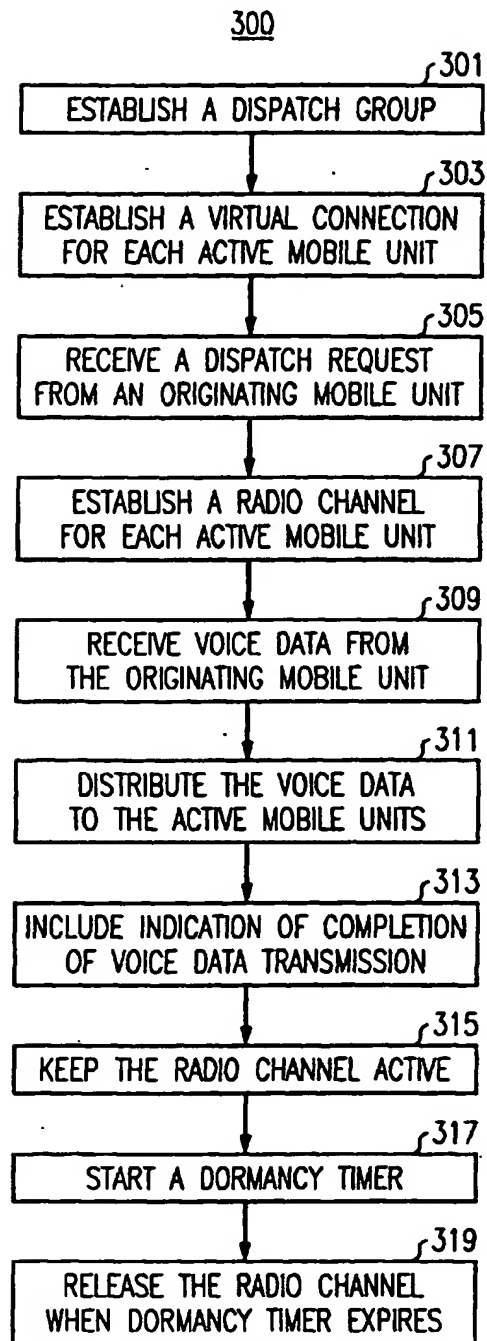 300
301
ESTABLISH A DISPATCH GROUP
303
ESTABLISH A VIRTUAL CONNECTION
FOR EACH ACTIVE MOBILE UNIT
305
RECEIVE A DISPATCH REQUEST
FROM AN ORIGINATING MOBILE UNIT
307
ESTABLISH A RADIO CHANNEL
FOR EACH ACTIVE MOBILE UNIT
309
RECEIVE VOICE DATA FROM
THE ORIGINATING MOBILE UNIT
311
DISTRIBUTE THE VOICE DATA
TO THE ACTIVE MOBILE UNITS
313
INCLUDE INDICATION OF COMPLETION
OF VOICE DATA TRANSMISSION
315
KEEP THE RADIO CHANNEL ACTIVE
317
START A DORMANCY TIMER
319
RELEASE THE RADIO CHANNEL
WHEN DORMANCY TIMER EXPIRES